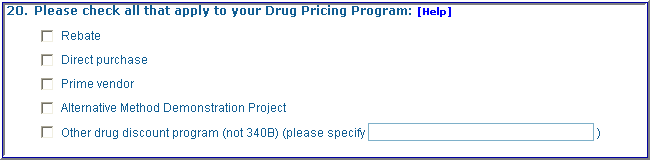 20. Please check all that apply to your Drug Pricing Program: [Help]
Rebate
Direct purchase
Prime vendor
Alternative Method Demonstration Project
Other drug discount program (not 340B) (please specify )